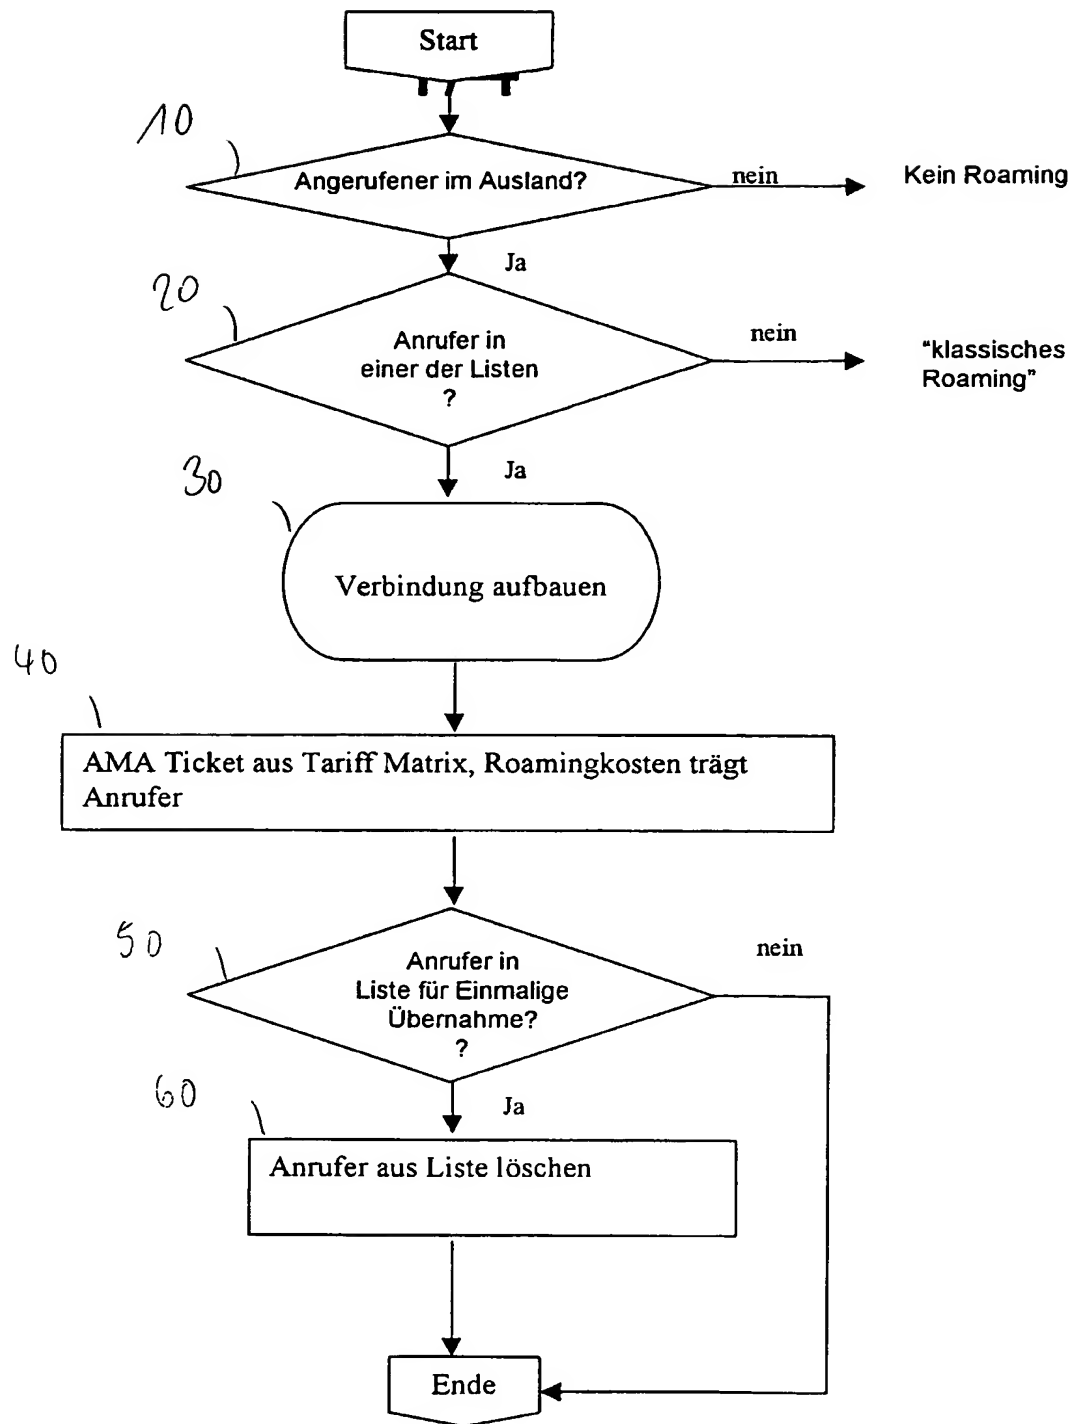 Start
10
Angerufener im Ausland?
nein
Kein Roaming
Ja
20
Anrufer in
einer der Listen
?
nein
"klassisches
Roaming"
Ja
30
Verbindung aufbauen
40
AMA Ticket aus Tariff Matrix, Roamingkosten trägt
Anrufer
50
Anrufer in
Liste für Einmalige
Übernahme?
?
nein
Ja
60
Anrufer aus Liste löschen
Ende